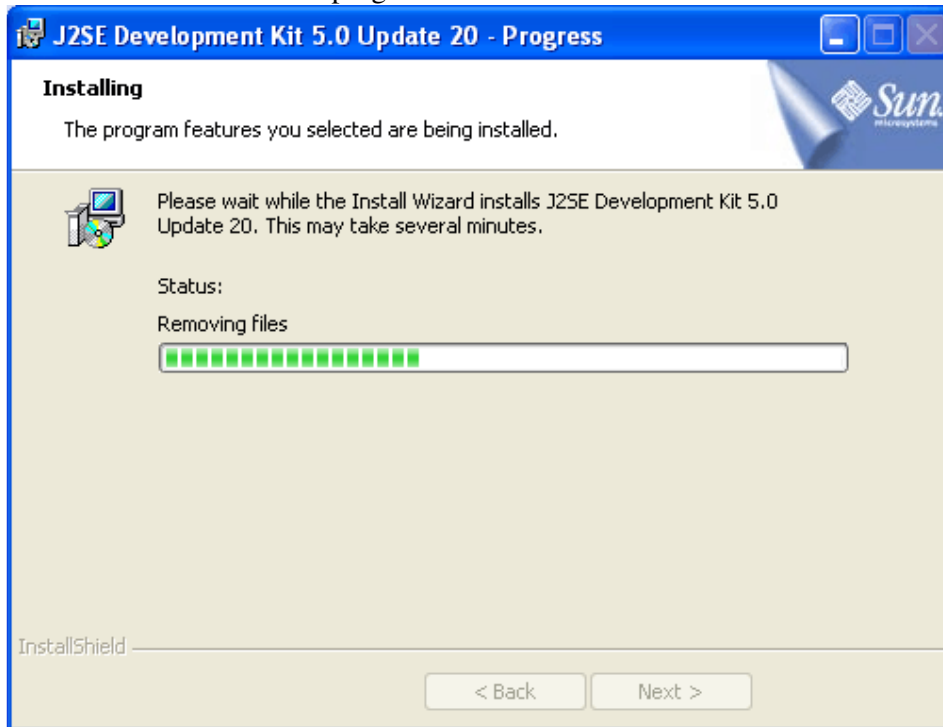 J2SE Development Kit 5.0 Update 20 - Progress
Installing
The program features you selected are being installed.
Sun
microsystems
Please wait while the Install Wizard installs J2SE Development Kit 5.0
Update 20. This may take several minutes.
Status:
Removing files
InstallShield
< Back Next >